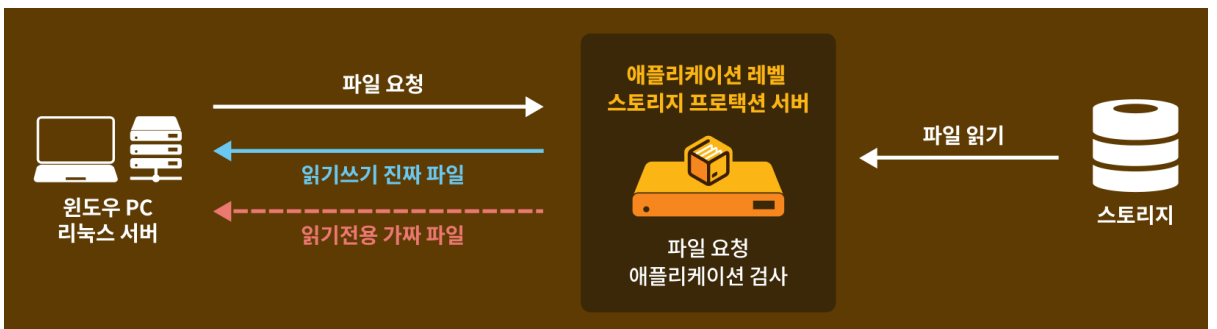 파일 요청
읽기쓰기 진짜 파일
읽기전용 가짜 파일
윈도우 PC
리눅스 서버
애플리케이션 레벨
스토리지 프로택션 서버
파일 요청
애플리케이션 검사
파일 읽기
스토리지